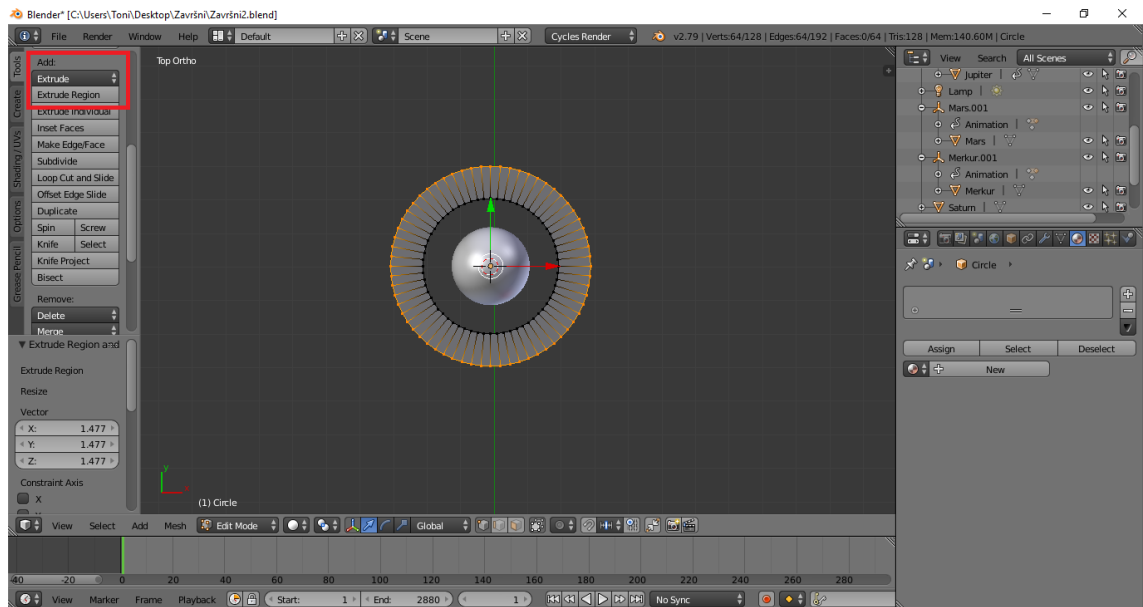 Blender* [C:\Users\Toni\Desktop\Završni\Završni2.blend]
File Render Window Help Default Scene Cycles Render v2.79 | Verts:64/128 | Edges:64/192 | Faces:0/64 | Tris:128 | Mem:140.60M | Circle
Tools
Create
Shading / UVs
Options
Grease Pencil
Add:
Extrude
Extrude Region
Extrude Individual
Inset Faces
Make Edge/Face
Subdivide
Loop Cut and Slide
Offset Edge Slide
Duplicate
Spin Screw
Knife Select
Knife Project
Bisect
Remove:
Delete
Merge
Extrude Region and
Extrude Region
Resize
Vector
X: 1.477
Y: 1.477
Z: 1.477
Constraint Axis
X
Top Ortho
y
x
(1) Circle
View Select Add Mesh Edit Mode Global
-40 -20 0 20 40 60 80 100 120 140 160 180 200 220 240 260 280
View Marker Frame Playback Start: 1 End: 2880 1 No Sync
View Search All Scenes
Jupiter
Lamp
Mars.001
Animation
Mars
Merkur.001
Animation
Merkur
Saturn
Circle
Assign Select Deselect
New